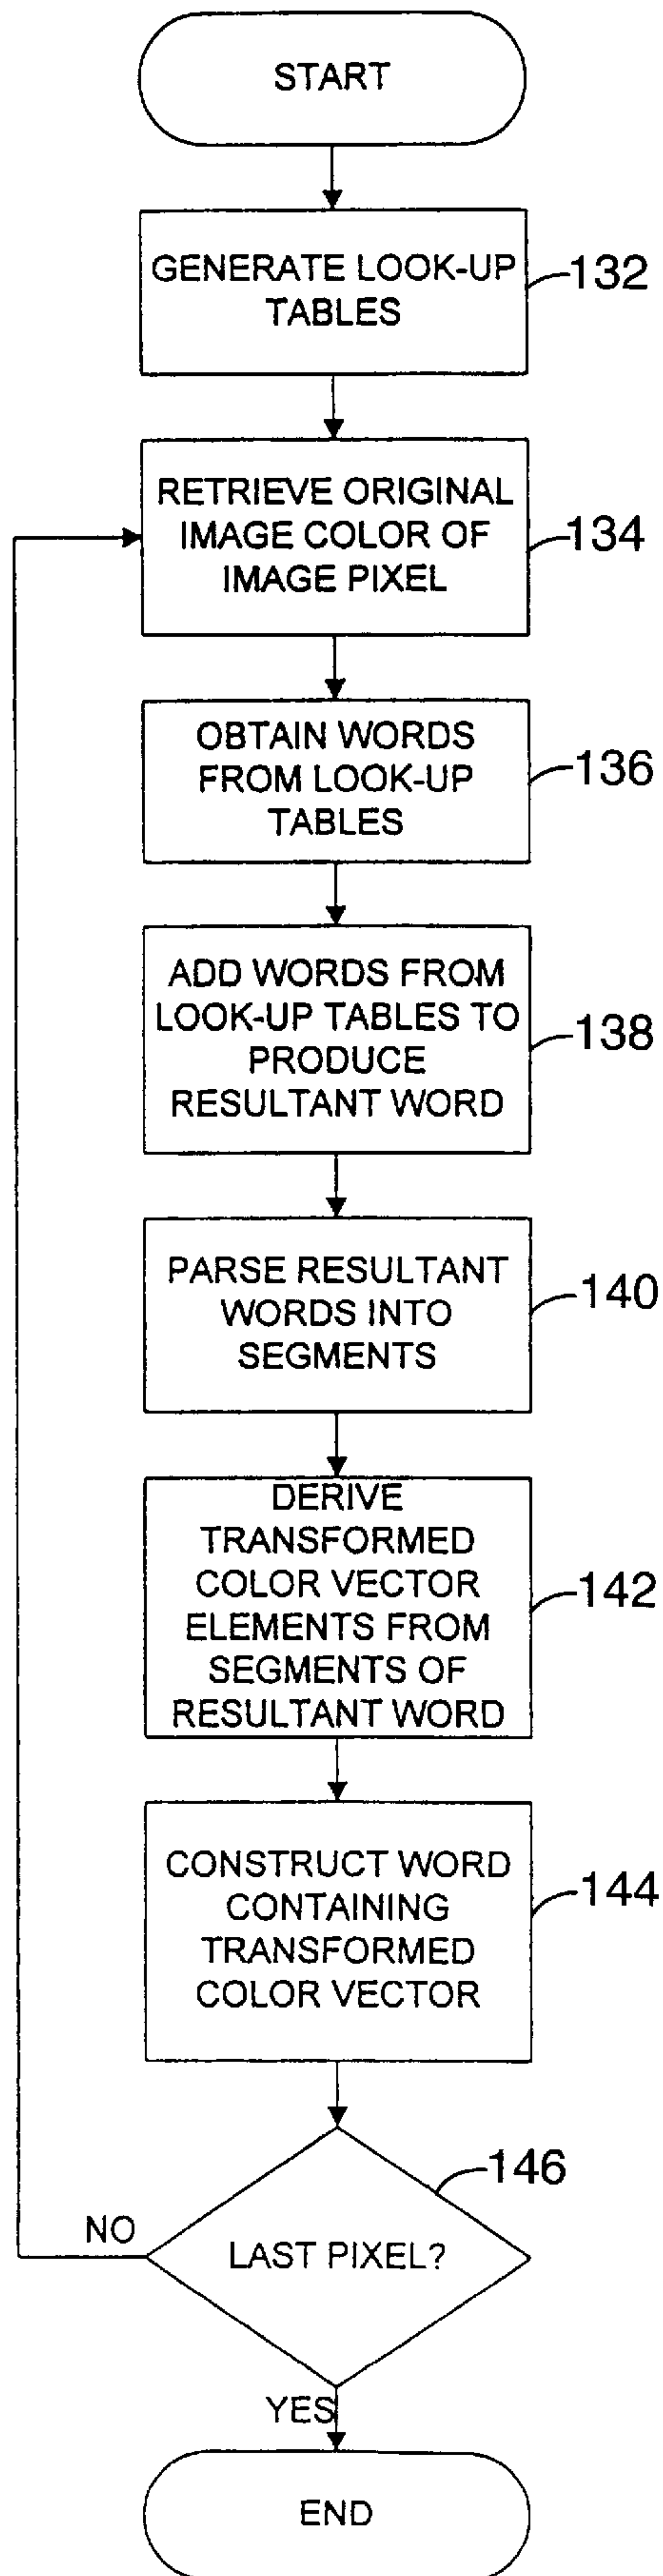 START
GENERATE LOOK-UP
TABLES
132
RETRIEVE ORIGINAL
IMAGE COLOR OF
IMAGE PIXEL
134
OBTAIN WORDS
FROM LOOK-UP
TABLES
136
ADD WORDS FROM
LOOK-UP TABLES TO
PRODUCE
RESULTANT WORD
138
PARSE RESULTANT
WORDS INTO
SEGMENTS
140
DERIVE
TRANSFORMED
COLOR VECTOR
ELEMENTS FROM
SEGMENTS OF
RESULTANT WORD
142
CONSTRUCT WORD
CONTAINING
TRANSFORMED
COLOR VECTOR
144
146
NO
LAST PIXEL?
YES
END